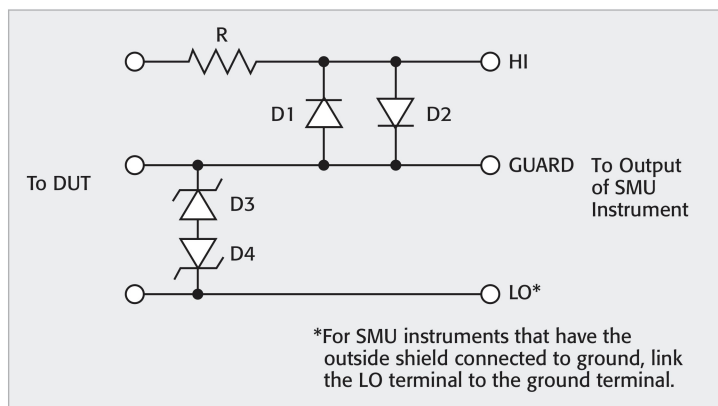 R
HI
D1
D2
GUARD
To DUT
To Output
of SMU
Instrument
D3
D4
LO*
*For SMU instruments that have the
outside shield connected to ground, link
the LO terminal to the ground terminal.